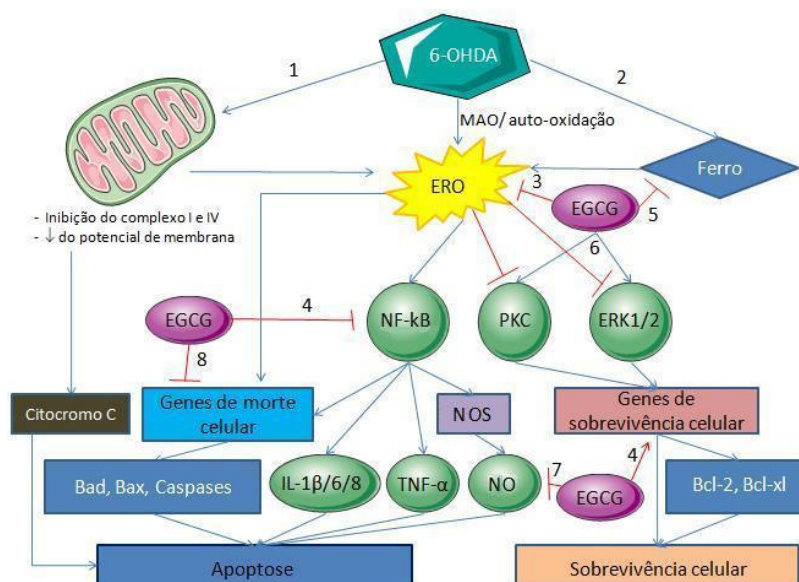 6-OHDA
1
2
MAO/ auto-oxidação
Ferro
ERO
3
EGCG
5
- Inibição do complexo I e IV
- ↓ do potencial de membrana
6
4
EGCG
NF-kB
PKC
ERK1/2
8
Citocromo C
Genes de morte
celular
NOS
Genes de
sobrevivência celular
Bad, Bax, Caspases
IL-1β/6/8
TNF-α
NO
7
EGCG
4
Bcl-2, Bcl-xl
Apoptose
Sobrevivência celular